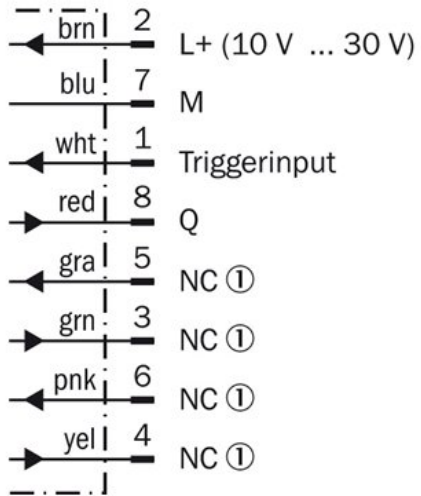 brn 2 L+ (10 V ... 30 V)
blu 7 M
wht 1 Triggerinput
red 8 Q
gra 5 NC ①
grn 3 NC ①
pnk 6 NC ①
yel 4 NC ①